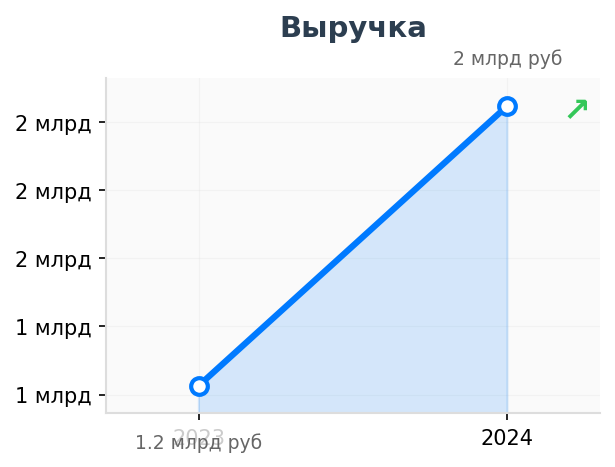 Выручка
2 млрд руб
2 млрд
2 млрд
2 млрд
1 млрд
1 млрд
2023
1.2 млрд руб
2024